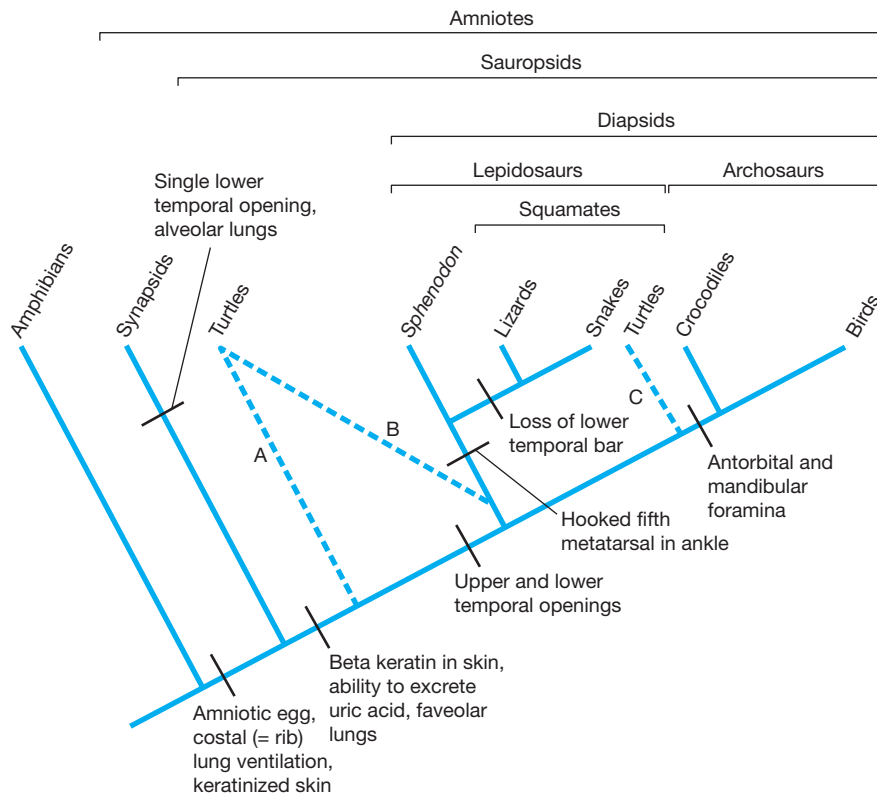 Amniotes
Sauropsids
Diapsids
Lepidosaurs
Archosaurs
Squamates
Single lower
temporal opening,
alveolar lungs
Amphibians
Synapsids
Turtles
Sphenodon
Lizards
Snakes
Turtles
Crocodiles
Birds
A
B
C
Loss of lower
temporal bar
Antorbital and
mandibular
foramina
Hooked fifth
metatarsal in ankle
Upper and lower
temporal openings
Beta keratin in skin,
ability to excrete
uric acid, faveolar
lungs
Amniotic egg,
costal (= rib)
lung ventilation,
keratinized skin